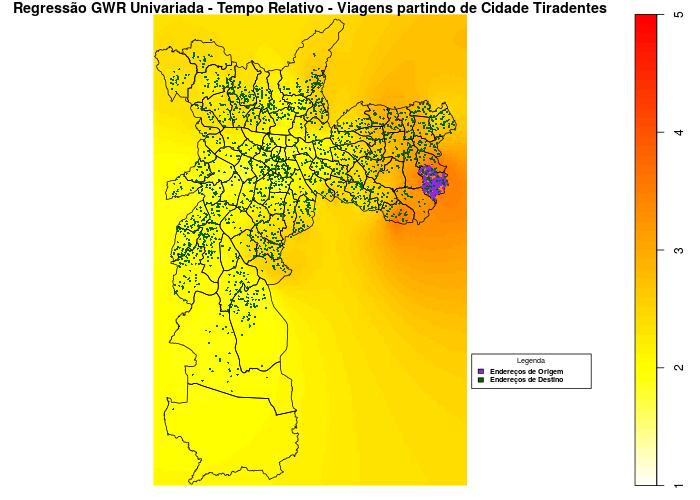 Regressão GWR Univariada - Tempo Relativo - Viagens partindo de Cidade Tiradentes
5
4
3
2
1
Legenda
Endereços de Origem
Endereços de Destino